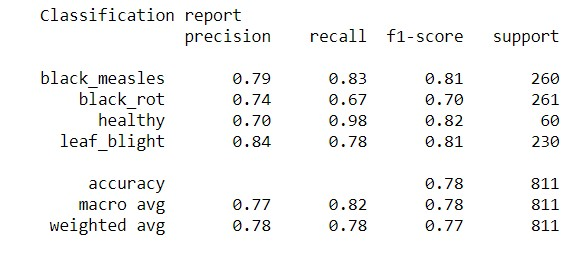 Classification report
precision recall f1-score support
black_measles 0.79 0.83 0.81 260
black_rot 0.74 0.67 0.70 261
healthy 0.70 0.98 0.82 60
leaf_blight 0.84 0.78 0.81 230
accuracy 0.78 811
macro avg 0.77 0.82 0.78 811
weighted avg 0.78 0.78 0.77 811